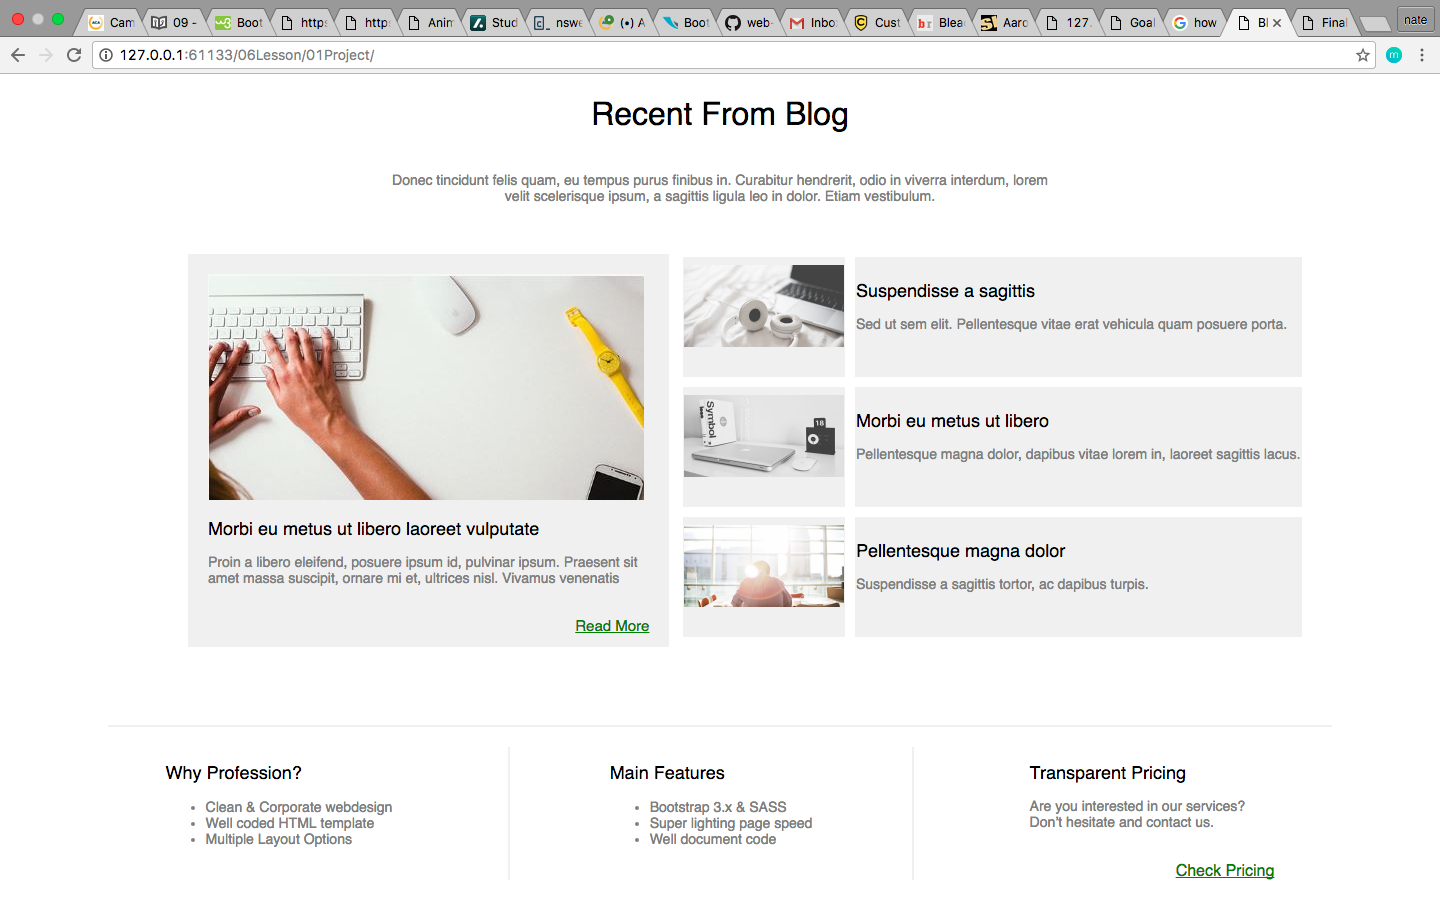 Cam
09 -
Boot
https
https
Anim
Stud
nswe
(•) A
Boot
web-
Inbo
Cust
Blea
Aaro
127.
Goal
how
Bl
Final
nate
127.0.0.1:61133/06Lesson/01Project/
m
Recent From Blog
Donec tincidunt felis quam, eu tempus purus finibus in. Curabitur hendrerit, odio in viverra interdum, lorem
velit scelerisque ipsum, a sagittis ligula leo in dolor. Etiam vestibulum.
Morbi eu metus ut libero laoreet vulputate
Proin a libero eleifend, posuere ipsum id, pulvinar ipsum. Praesent sit
amet massa suscipit, ornare mi et, ultrices nisl. Vivamus venenatis
Read More
Suspendisse a sagittis
Sed ut sem elit. Pellentesque vitae erat vehicula quam posuere porta.
Symbol
18
Morbi eu metus ut libero
Pellentesque magna dolor, dapibus vitae lorem in, laoreet sagittis lacus.
Pellentesque magna dolor
Suspendisse a sagittis tortor, ac dapibus turpis.
Why Profession?
• Clean & Corporate webdesign
• Well coded HTML template
• Multiple Layout Options
Main Features
• Bootstrap 3.x & SASS
• Super lighting page speed
• Well document code
Transparent Pricing
Are you interested in our services?
Don't hesitate and contact us.
Check Pricing